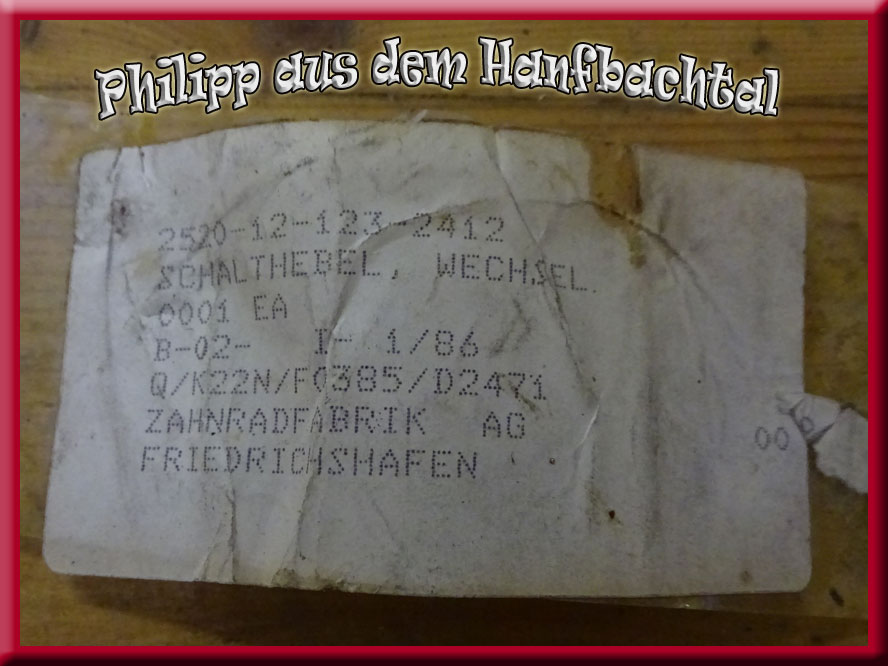 Philipp aus dem Hanfbachtal
2520-12-123-2412
SCHALTHEBEL, WECHSEL.
0001 EA
B-02- I- 1/86
Q/K22N/F0385/D2471
ZAHNRADFABRIK AG
FRIEDRICHSHAFEN
006